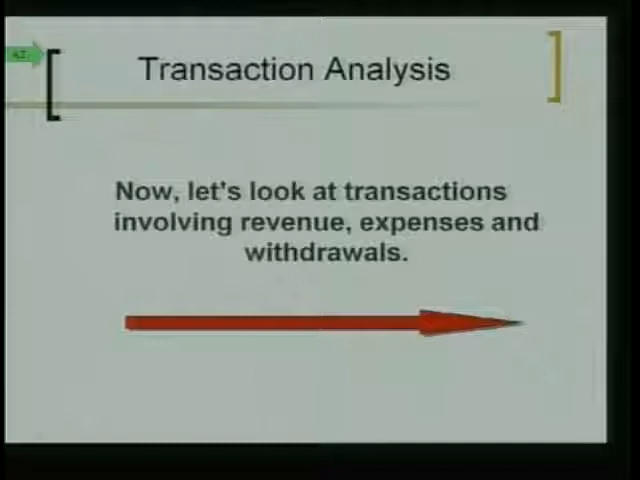 Transaction Analysis
Now, let's look at transactions
involving revenue, expenses and
withdrawals.